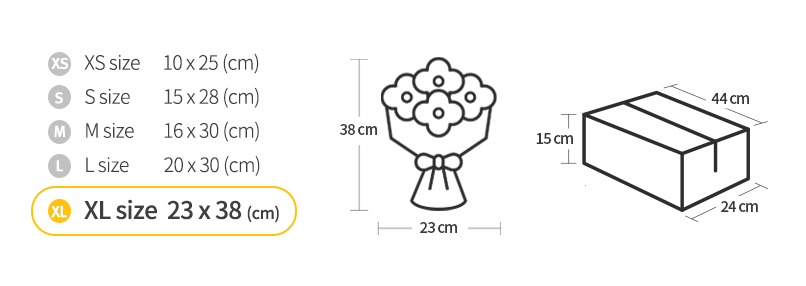 XS XS size 10 x 25 (cm)
S S size 15 x 28 (cm)
M M size 16 x 30 (cm)
L L size 20 x 30 (cm)
XL XL size 23 x 38 (cm)
38 cm
23 cm
44 cm
15 cm
24 cm